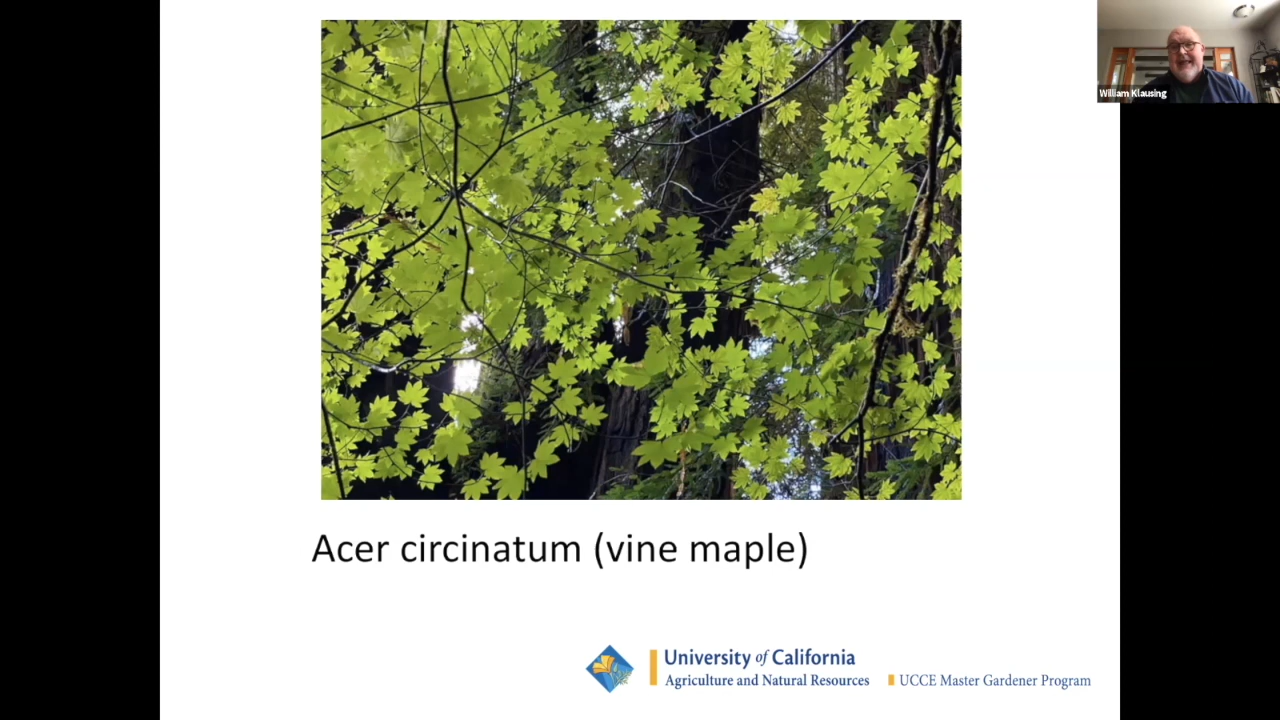 William Klausing
Acer circinatum (vine maple)
University of California
Agriculture and Natural Resources
UCCE Master Gardener Program